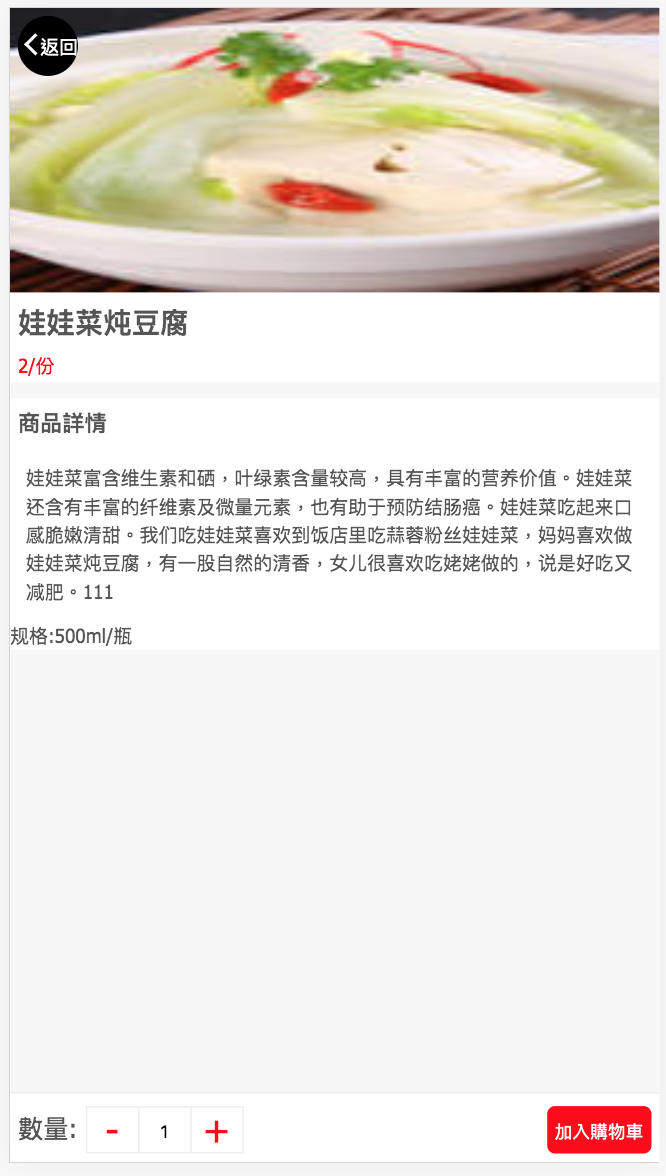 返回
娃娃菜炖豆腐
2/份
商品詳情
娃娃菜富含维生素和硒，叶绿素含量较高，具有丰富的营养价值。娃娃菜
还含有丰富的纤维素及微量元素，也有助于预防结肠癌。娃娃菜吃起来口
感脆嫩清甜。我们吃娃娃菜喜欢到饭店里吃蒜蓉粉丝娃娃菜，妈妈喜欢做
娃娃菜炖豆腐，有一股自然的清香，女儿很喜欢吃姥姥做的，说是好吃又
减肥。111
规格:500ml/瓶
數量: - 1 + 加入購物車